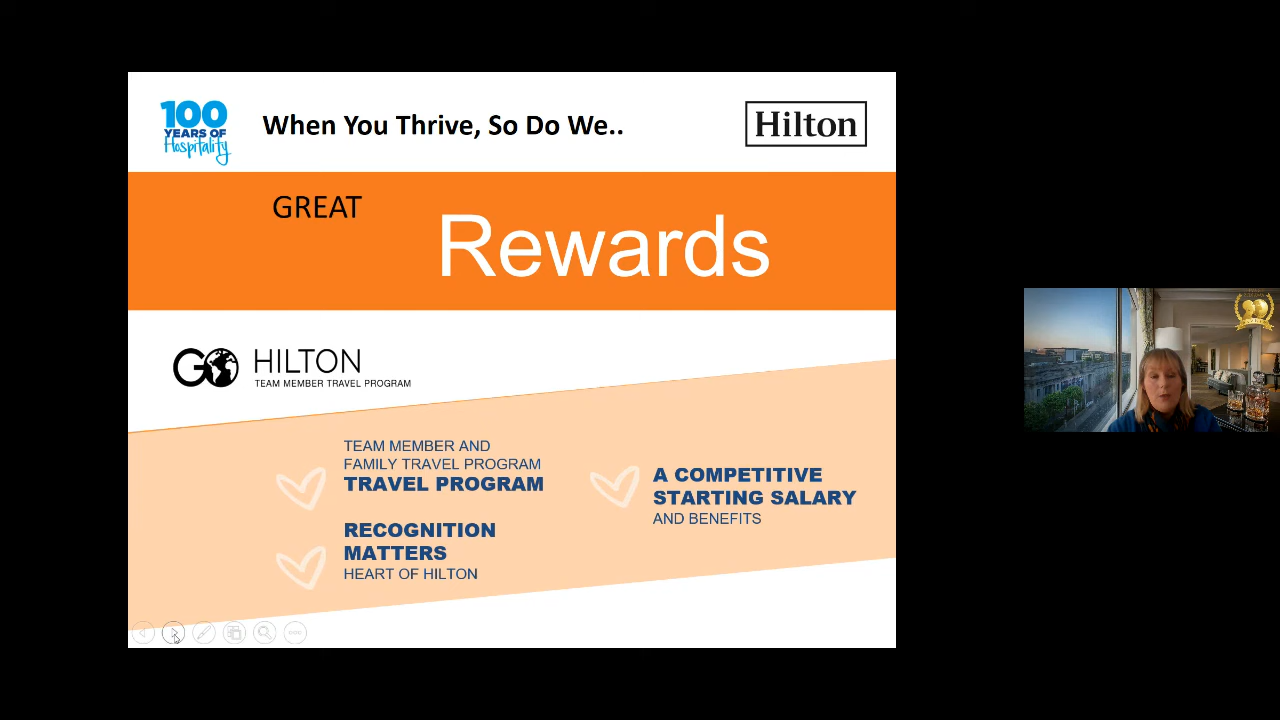 100
YEARS OF
Hospitality
When You Thrive, So Do We..
Hilton
GREAT
Rewards
GO HILTON
TEAM MEMBER TRAVEL PROGRAM
TEAM MEMBER AND
FAMILY TRAVEL PROGRAM
TRAVEL PROGRAM
RECOGNITION
MATTERS
HEART OF HILTON
A COMPETITIVE
STARTING SALARY
AND BENEFITS